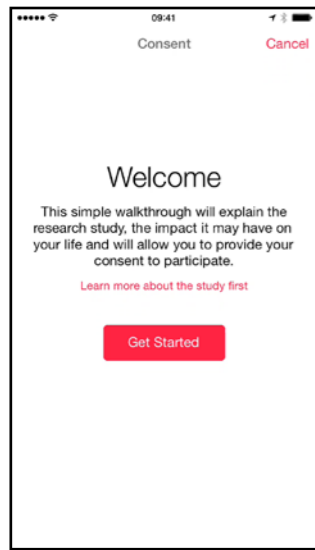 09:41
Consent
Cancel
Welcome
This simple walkthrough will explain the
research study, the impact it may have on
your life and will allow you to provide your
consent to participate.
Learn more about the study first
Get Started